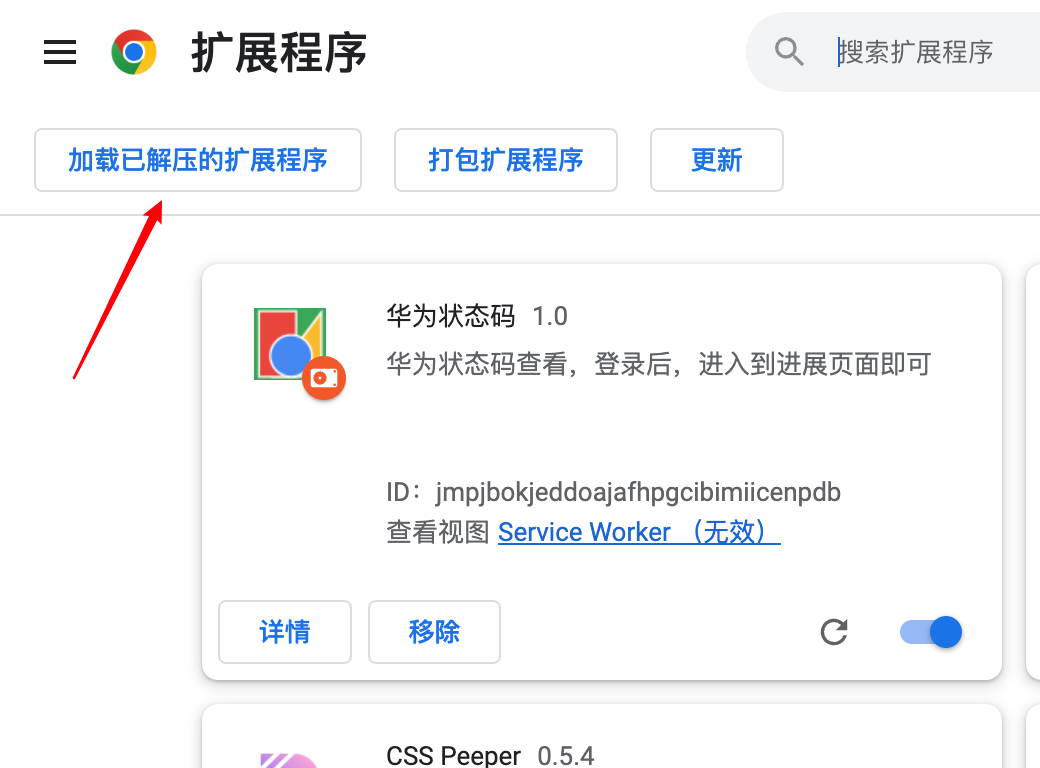 扩展程序
搜索扩展程序
加载已解压的扩展程序
打包扩展程序
更新
华为状态码 1.0
华为状态码查看，登录后，进入到进展页面即可
ID：jmpjbokjeddoajafhpgcibimiicenpdb
查看视图 Service Worker （无效）
详情
移除
CSS Peeper 0.5.4